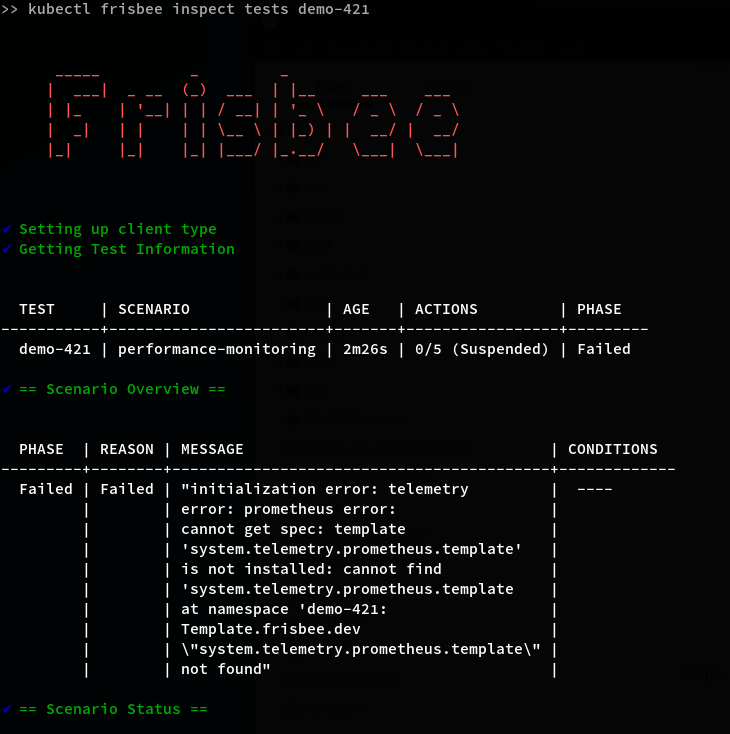 >> kubectl frisbee inspect tests demo-421
Frisbee
✔ Setting up client type
✔ Getting Test Information
TEST | SCENARIO | AGE | ACTIONS | PHASE
-----------+------------------------+-------+-----------------+---------
demo-421 | performance-monitoring | 2m26s | 0/5 (Suspended) | Failed
✔ == Scenario Overview ==
PHASE | REASON | MESSAGE | CONDITIONS
---------+--------+------------------------------------------+-------------
Failed | Failed | "initialization error: telemetry | ----
| | error: prometheus error: |
| | cannot get spec: template |
| | 'system.telemetry.prometheus.template' |
| | is not installed: cannot find |
| | 'system.telemetry.prometheus.template |
| | at namespace 'demo-421: |
| | Template.frisbee.dev |
| | \"system.telemetry.prometheus.template\" |
| | not found" |
✔ == Scenario Status ==